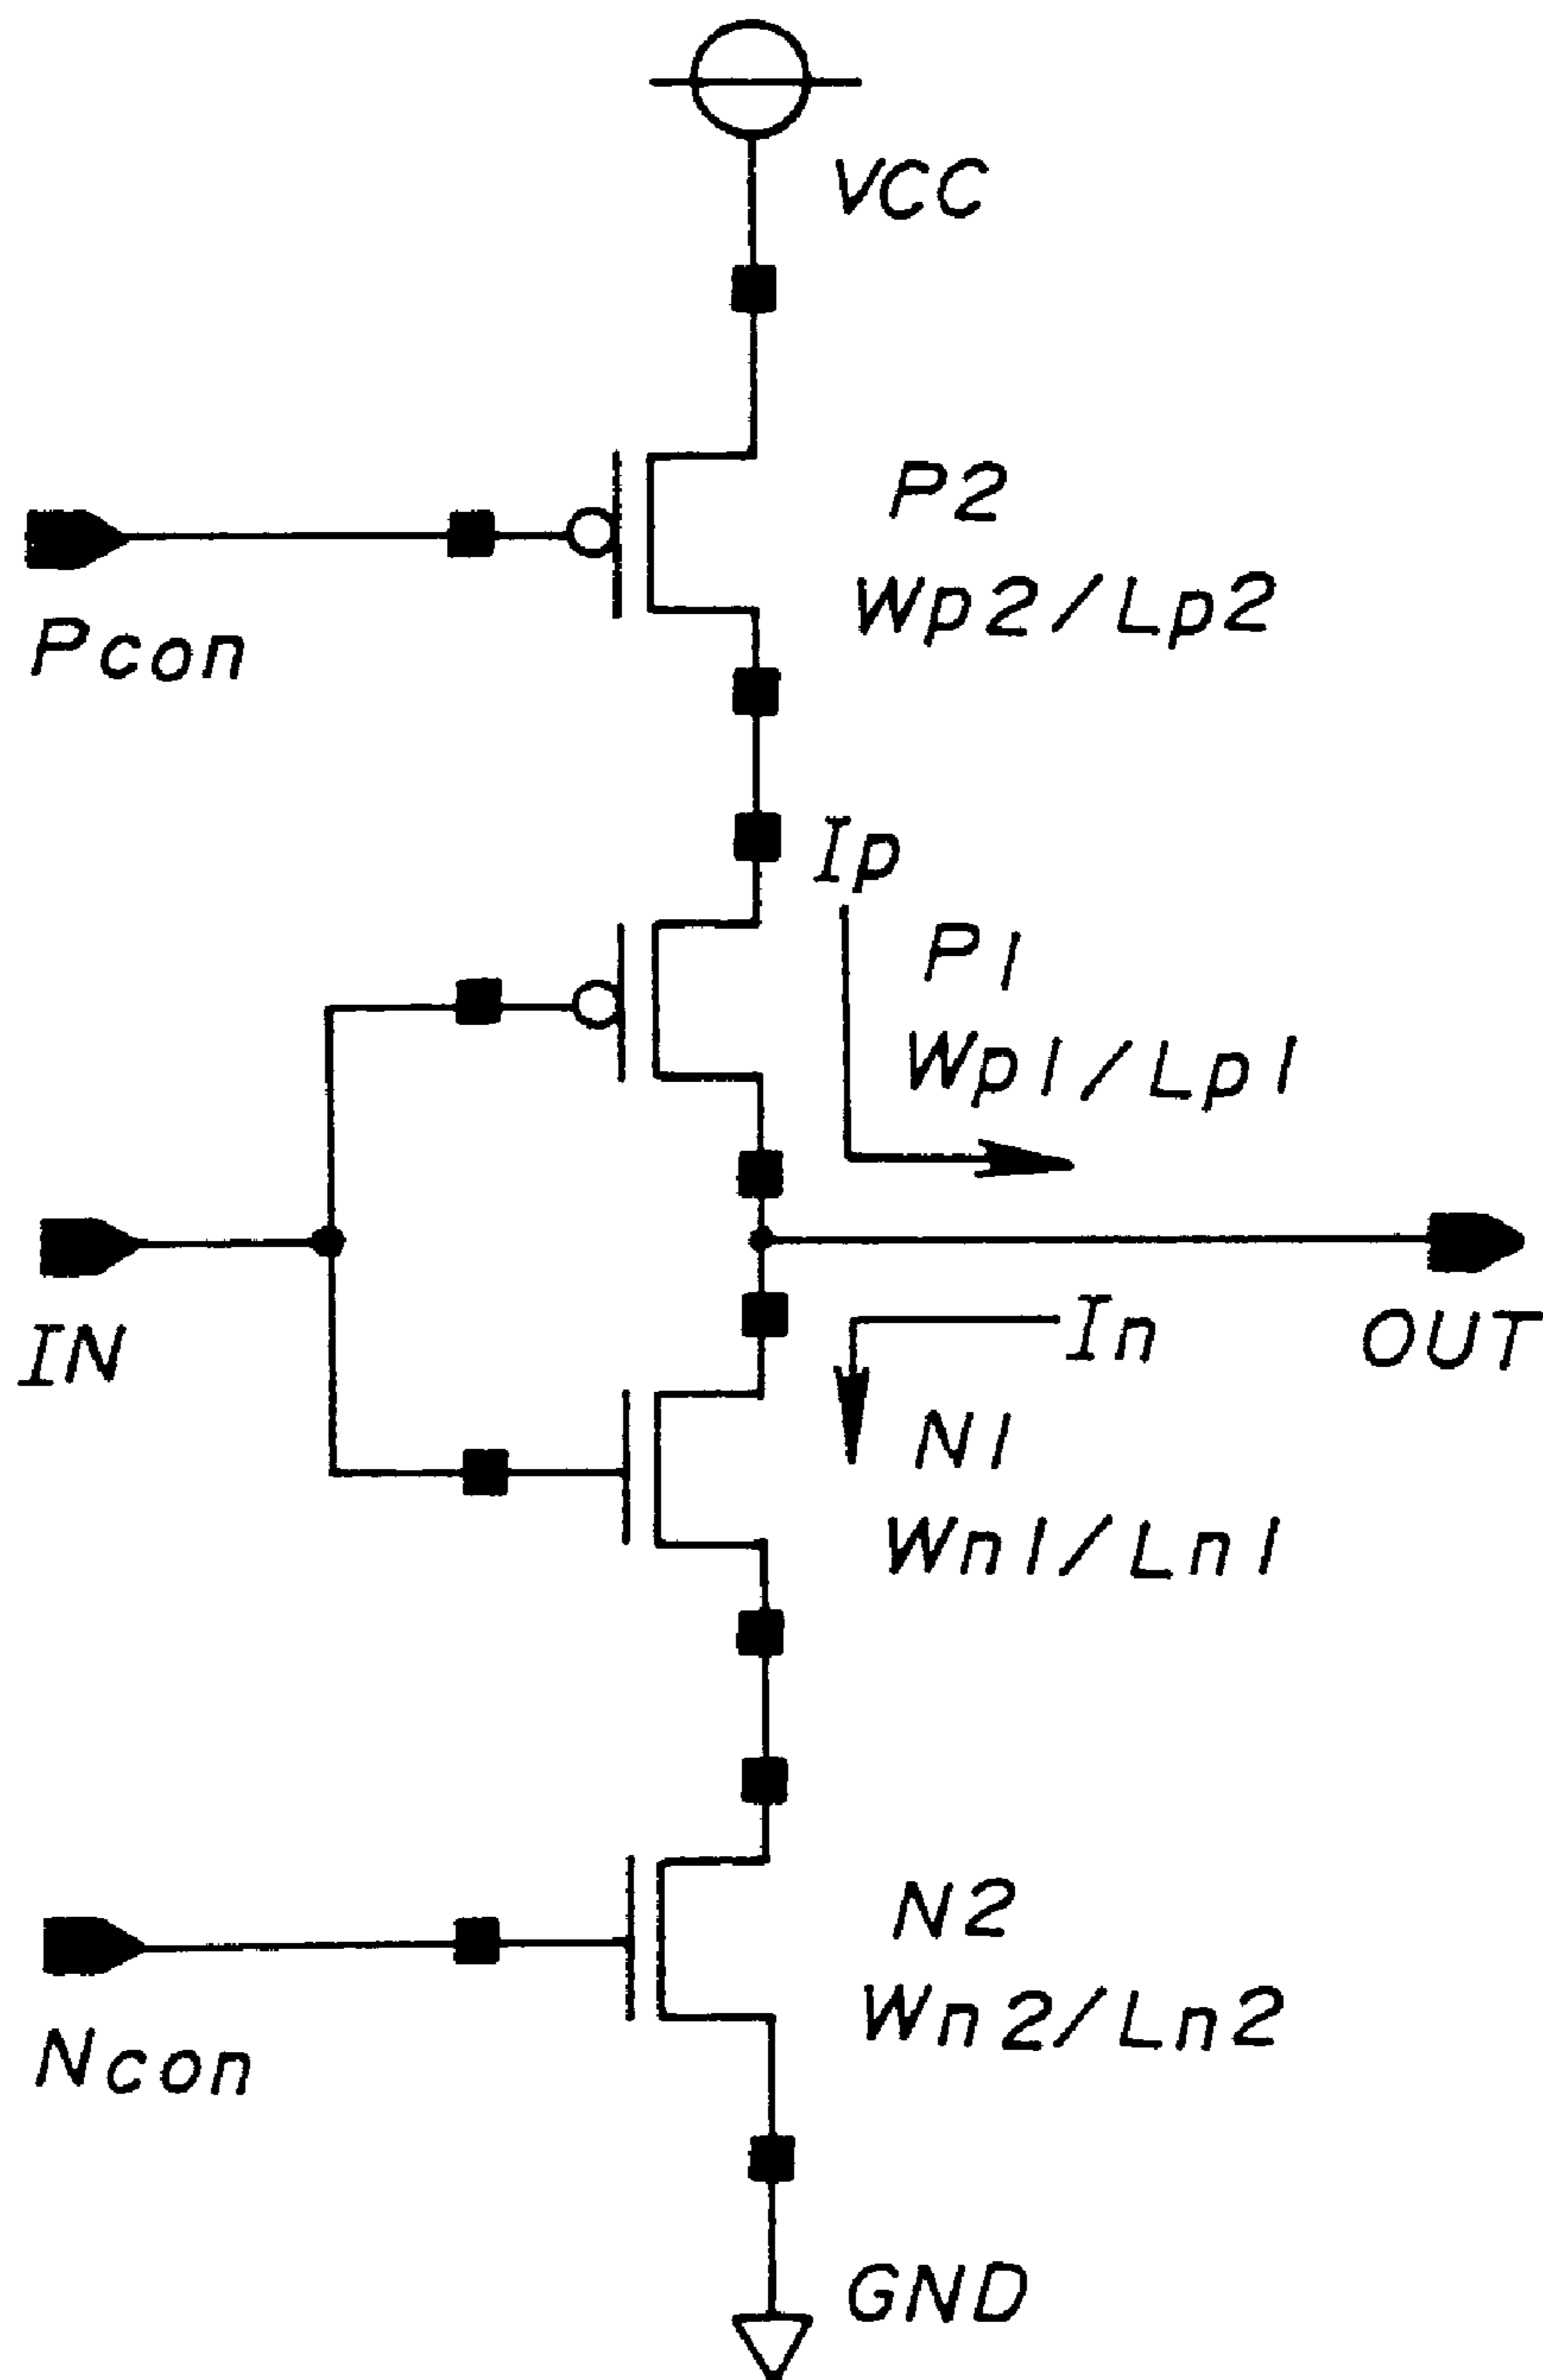 VCC
P2
Wp2/Lp2
Pcon
Ip
P1
Wp1/Lp1
IN
In
OUT
N1
Wn1/Ln1
N2
Wn2/Ln2
Ncon
GND